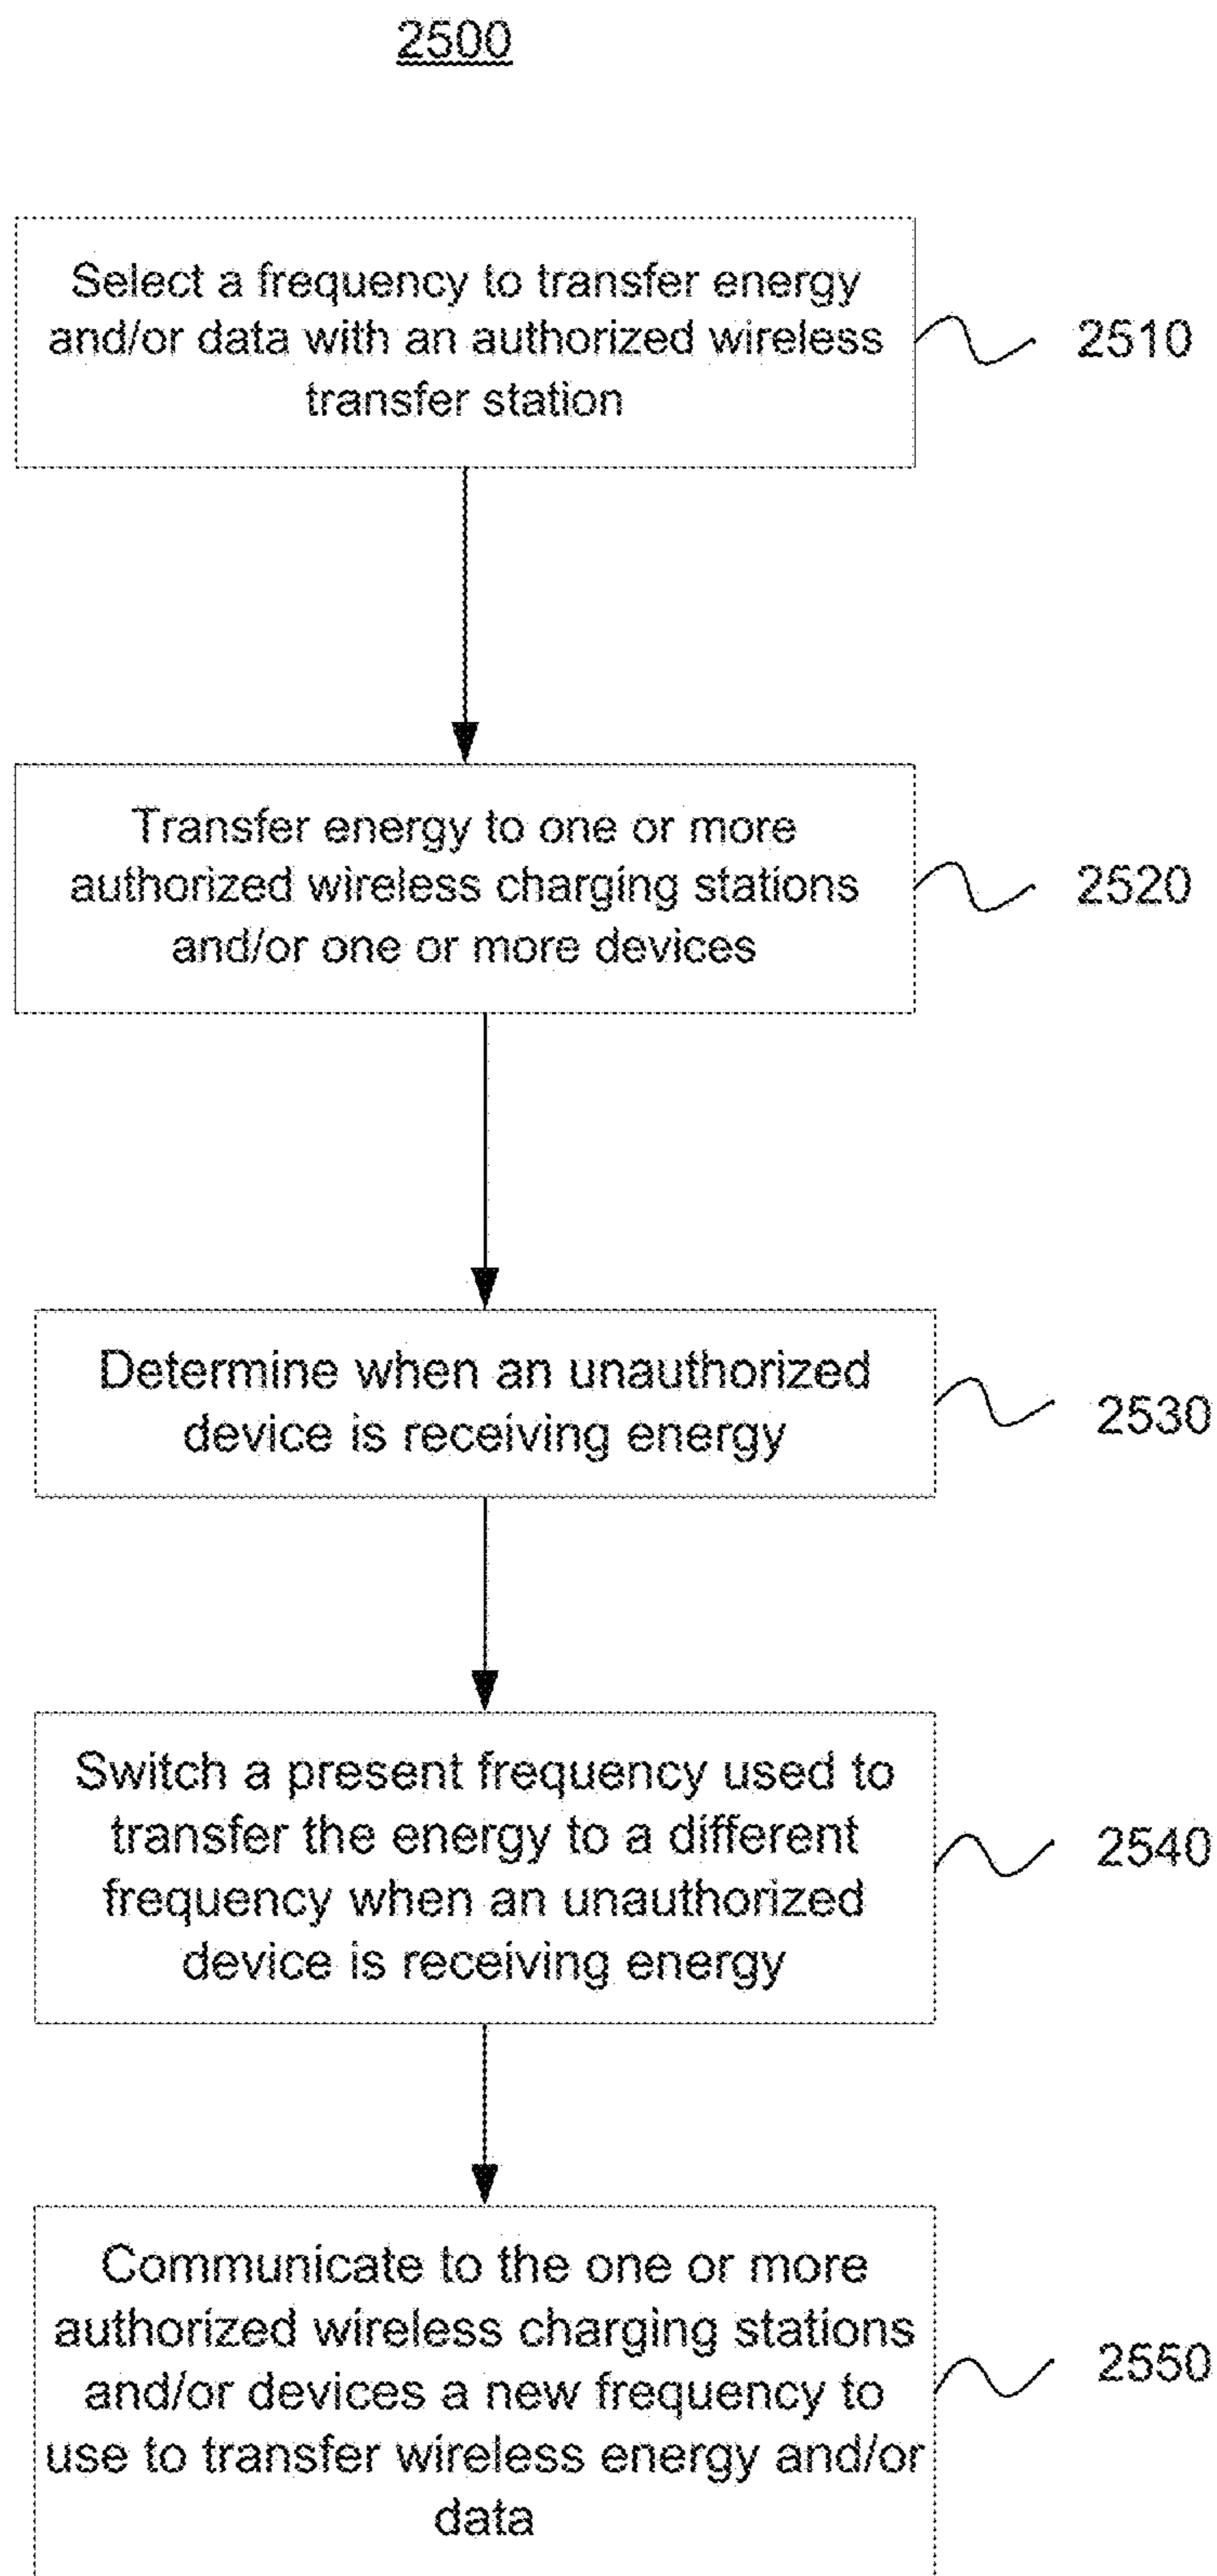 2500
Select a frequency to transfer energy
and/or data with an authorized wireless
transfer station
2510
Transfer energy to one or more
authorized wireless charging stations
and/or one or more devices
2520
Determine when an unauthorized
device is receiving energy
2530
Switch a present frequency used to
transfer the energy to a different
frequency when an unauthorized
device is receiving energy
2540
Communicate to the one or more
authorized wireless charging stations
and/or devices a new frequency to
use to transfer wireless energy and/or
data
2550